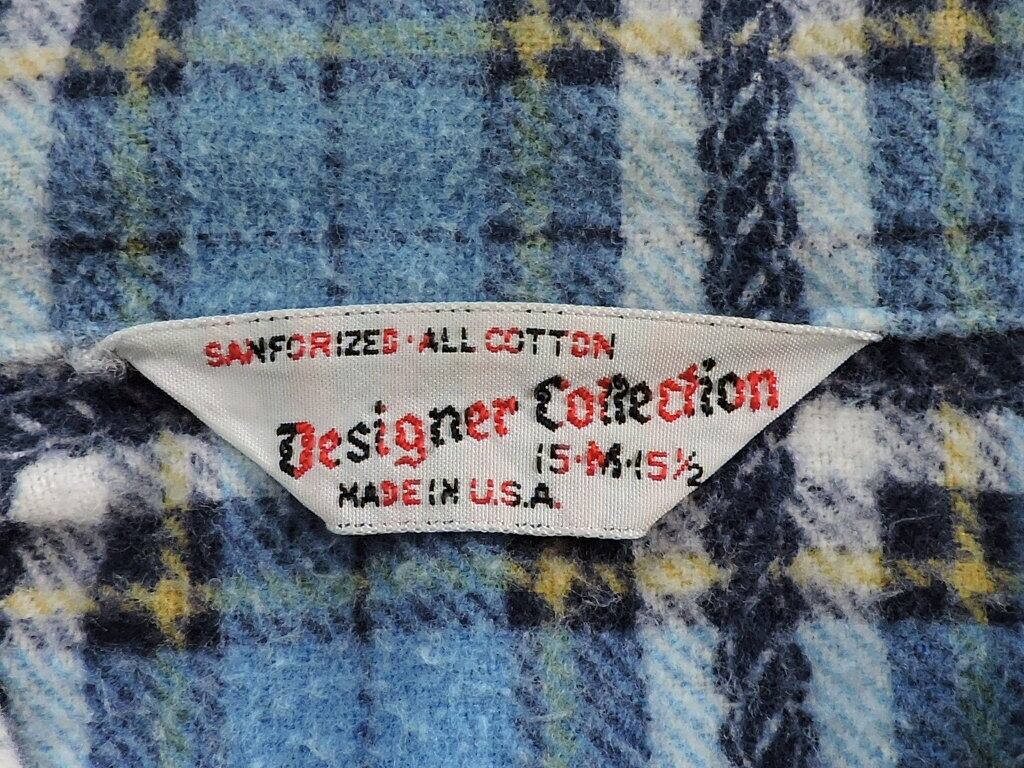 SANFORIZED · ALL COTTON
Designer Collection
15·M·15½
MADE IN U.S.A.